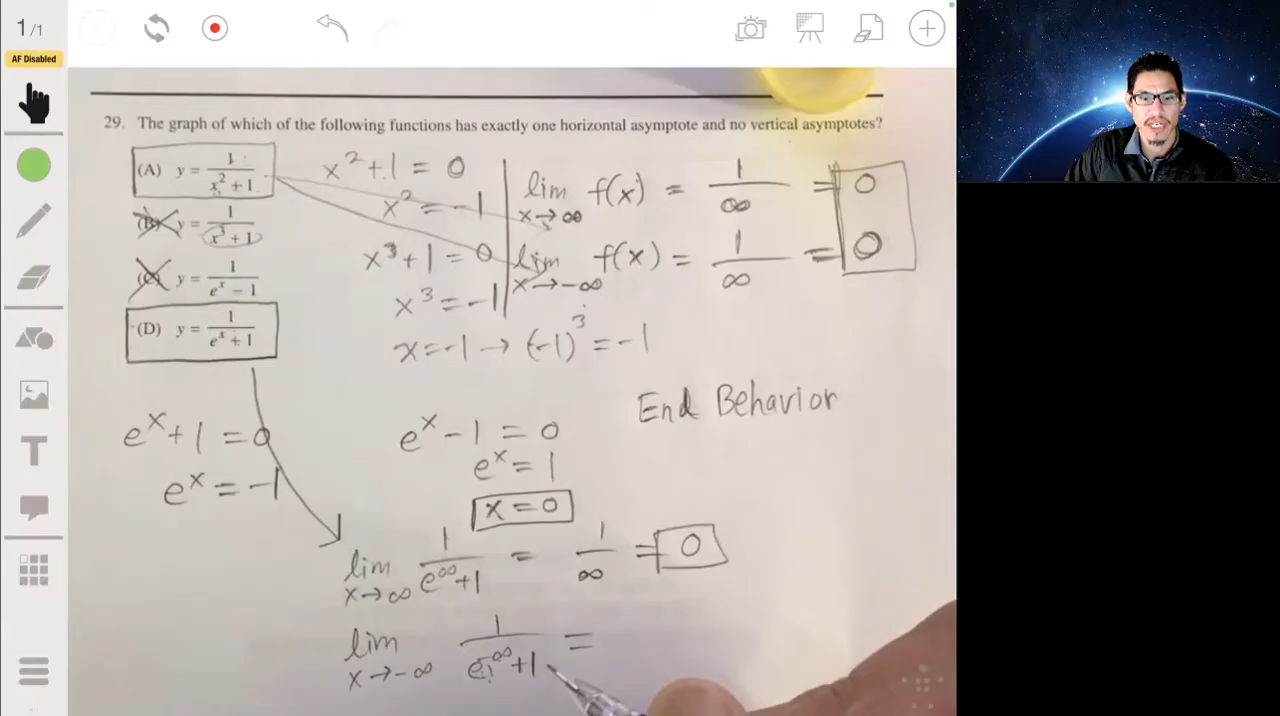 1/1
AF Disabled
T
29. The graph of which of the following functions has exactly one horizontal asymptote and no vertical asymptotes?
(A) y = 1/(x² + 1)
(B) y = 1/(x³ + 1)
(C) y = 1/(eˣ − 1)
(D) y = 1/(eˣ + 1)
x² + 1 = 0
x² = −1
x³ + 1 = 0
x³ = −1
x = −1 → (−1)³ = −1
lim x→∞ f(x) = 1/∞ = 0
lim x→−∞ f(x) = 1/∞ = 0
End Behavior
eˣ + 1 = 0
eˣ = −1
eˣ − 1 = 0
eˣ = 1
x = 0
lim x→∞ 1/(e^∞ + 1) = 1/∞ = 0
lim x→−∞ 1/(e^−∞ + 1) =